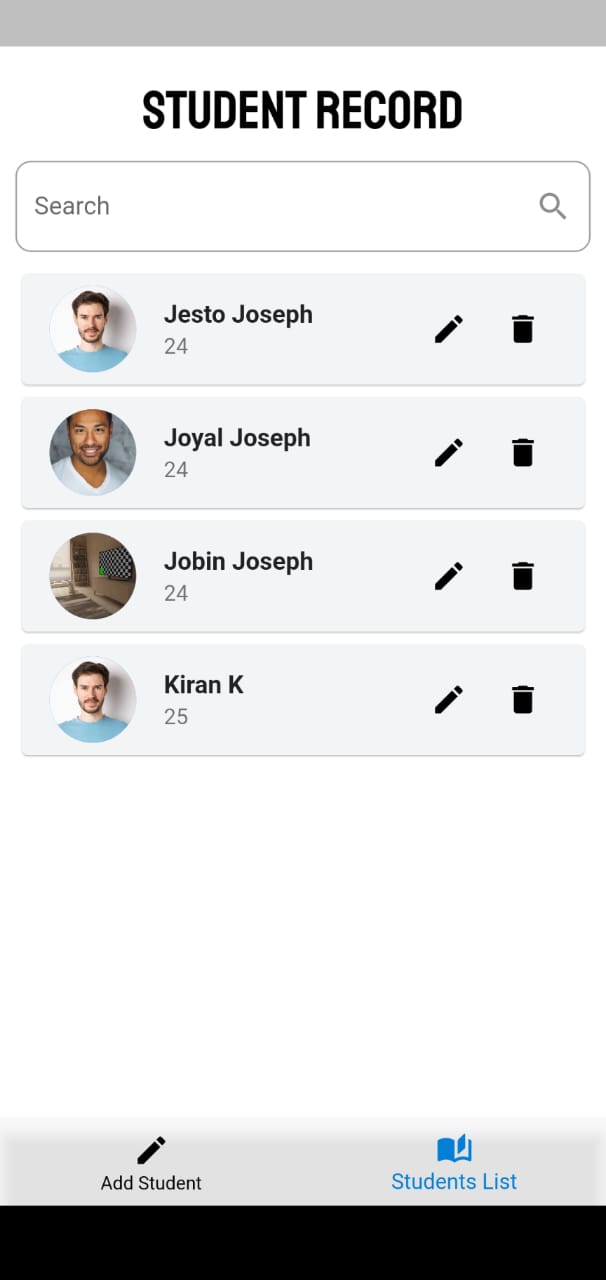 STUDENT RECORD
Search
Jesto Joseph
24
Joyal Joseph
24
Jobin Joseph
24
Kiran K
25
Add Student
Students List